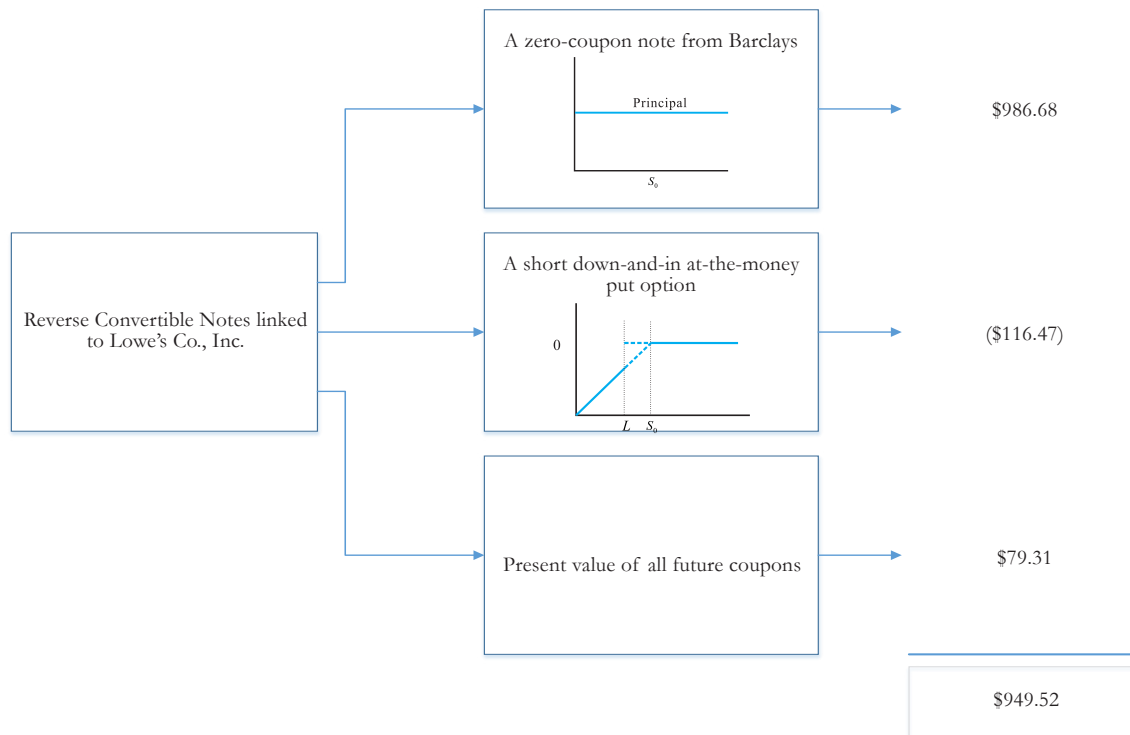 A zero-coupon note from Barclays
Principal
S₀
$986.68
Reverse Convertible Notes linked
to Lowe's Co., Inc.
A short down-and-in at-the-money
put option
0
L S₀
($116.47)
Present value of all future coupons
$79.31
$949.52